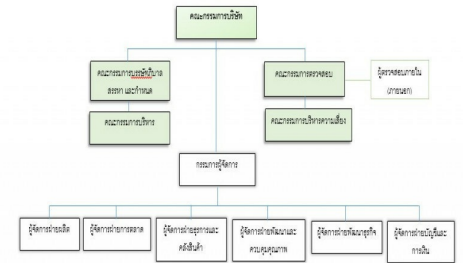 คณะกรรมการบริษัท
คณะกรรมการบรรษัทภิบาล
สรรหา และกำหนด
คณะกรรมการตรวจสอบ
ผู้ตรวจสอบภายใน
(ภายนอก)
คณะกรรมการบริหาร
คณะกรรมการบริหารความเสี่ยง
กรรมการผู้จัดการ
ผู้จัดการฝ่ายผลิต
ผู้จัดการฝ่ายการตลาด
ผู้จัดการฝ่ายธุรการและ
คลังสินค้า
ผู้จัดการฝ่ายพัฒนาและ
ควบคุมคุณภาพ
ผู้จัดการฝ่ายพัฒนาธุรกิจ
ผู้จัดการฝ่ายบัญชีและ
การเงิน